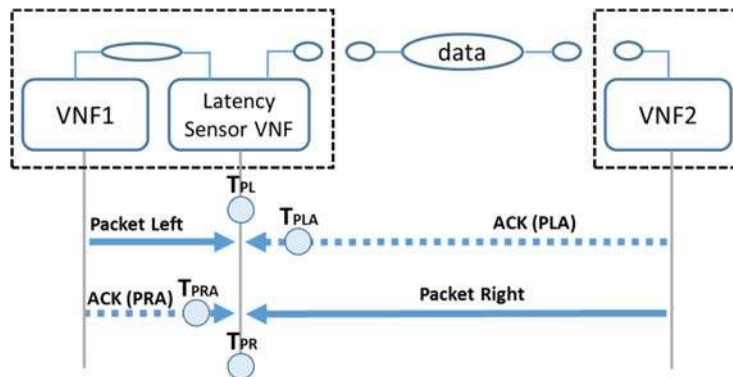 data
VNF1
Latency
Sensor VNF
VNF2
TPL
Packet Left
TPLA
ACK (PLA)
ACK (PRA)
TPRA
Packet Right
TPR